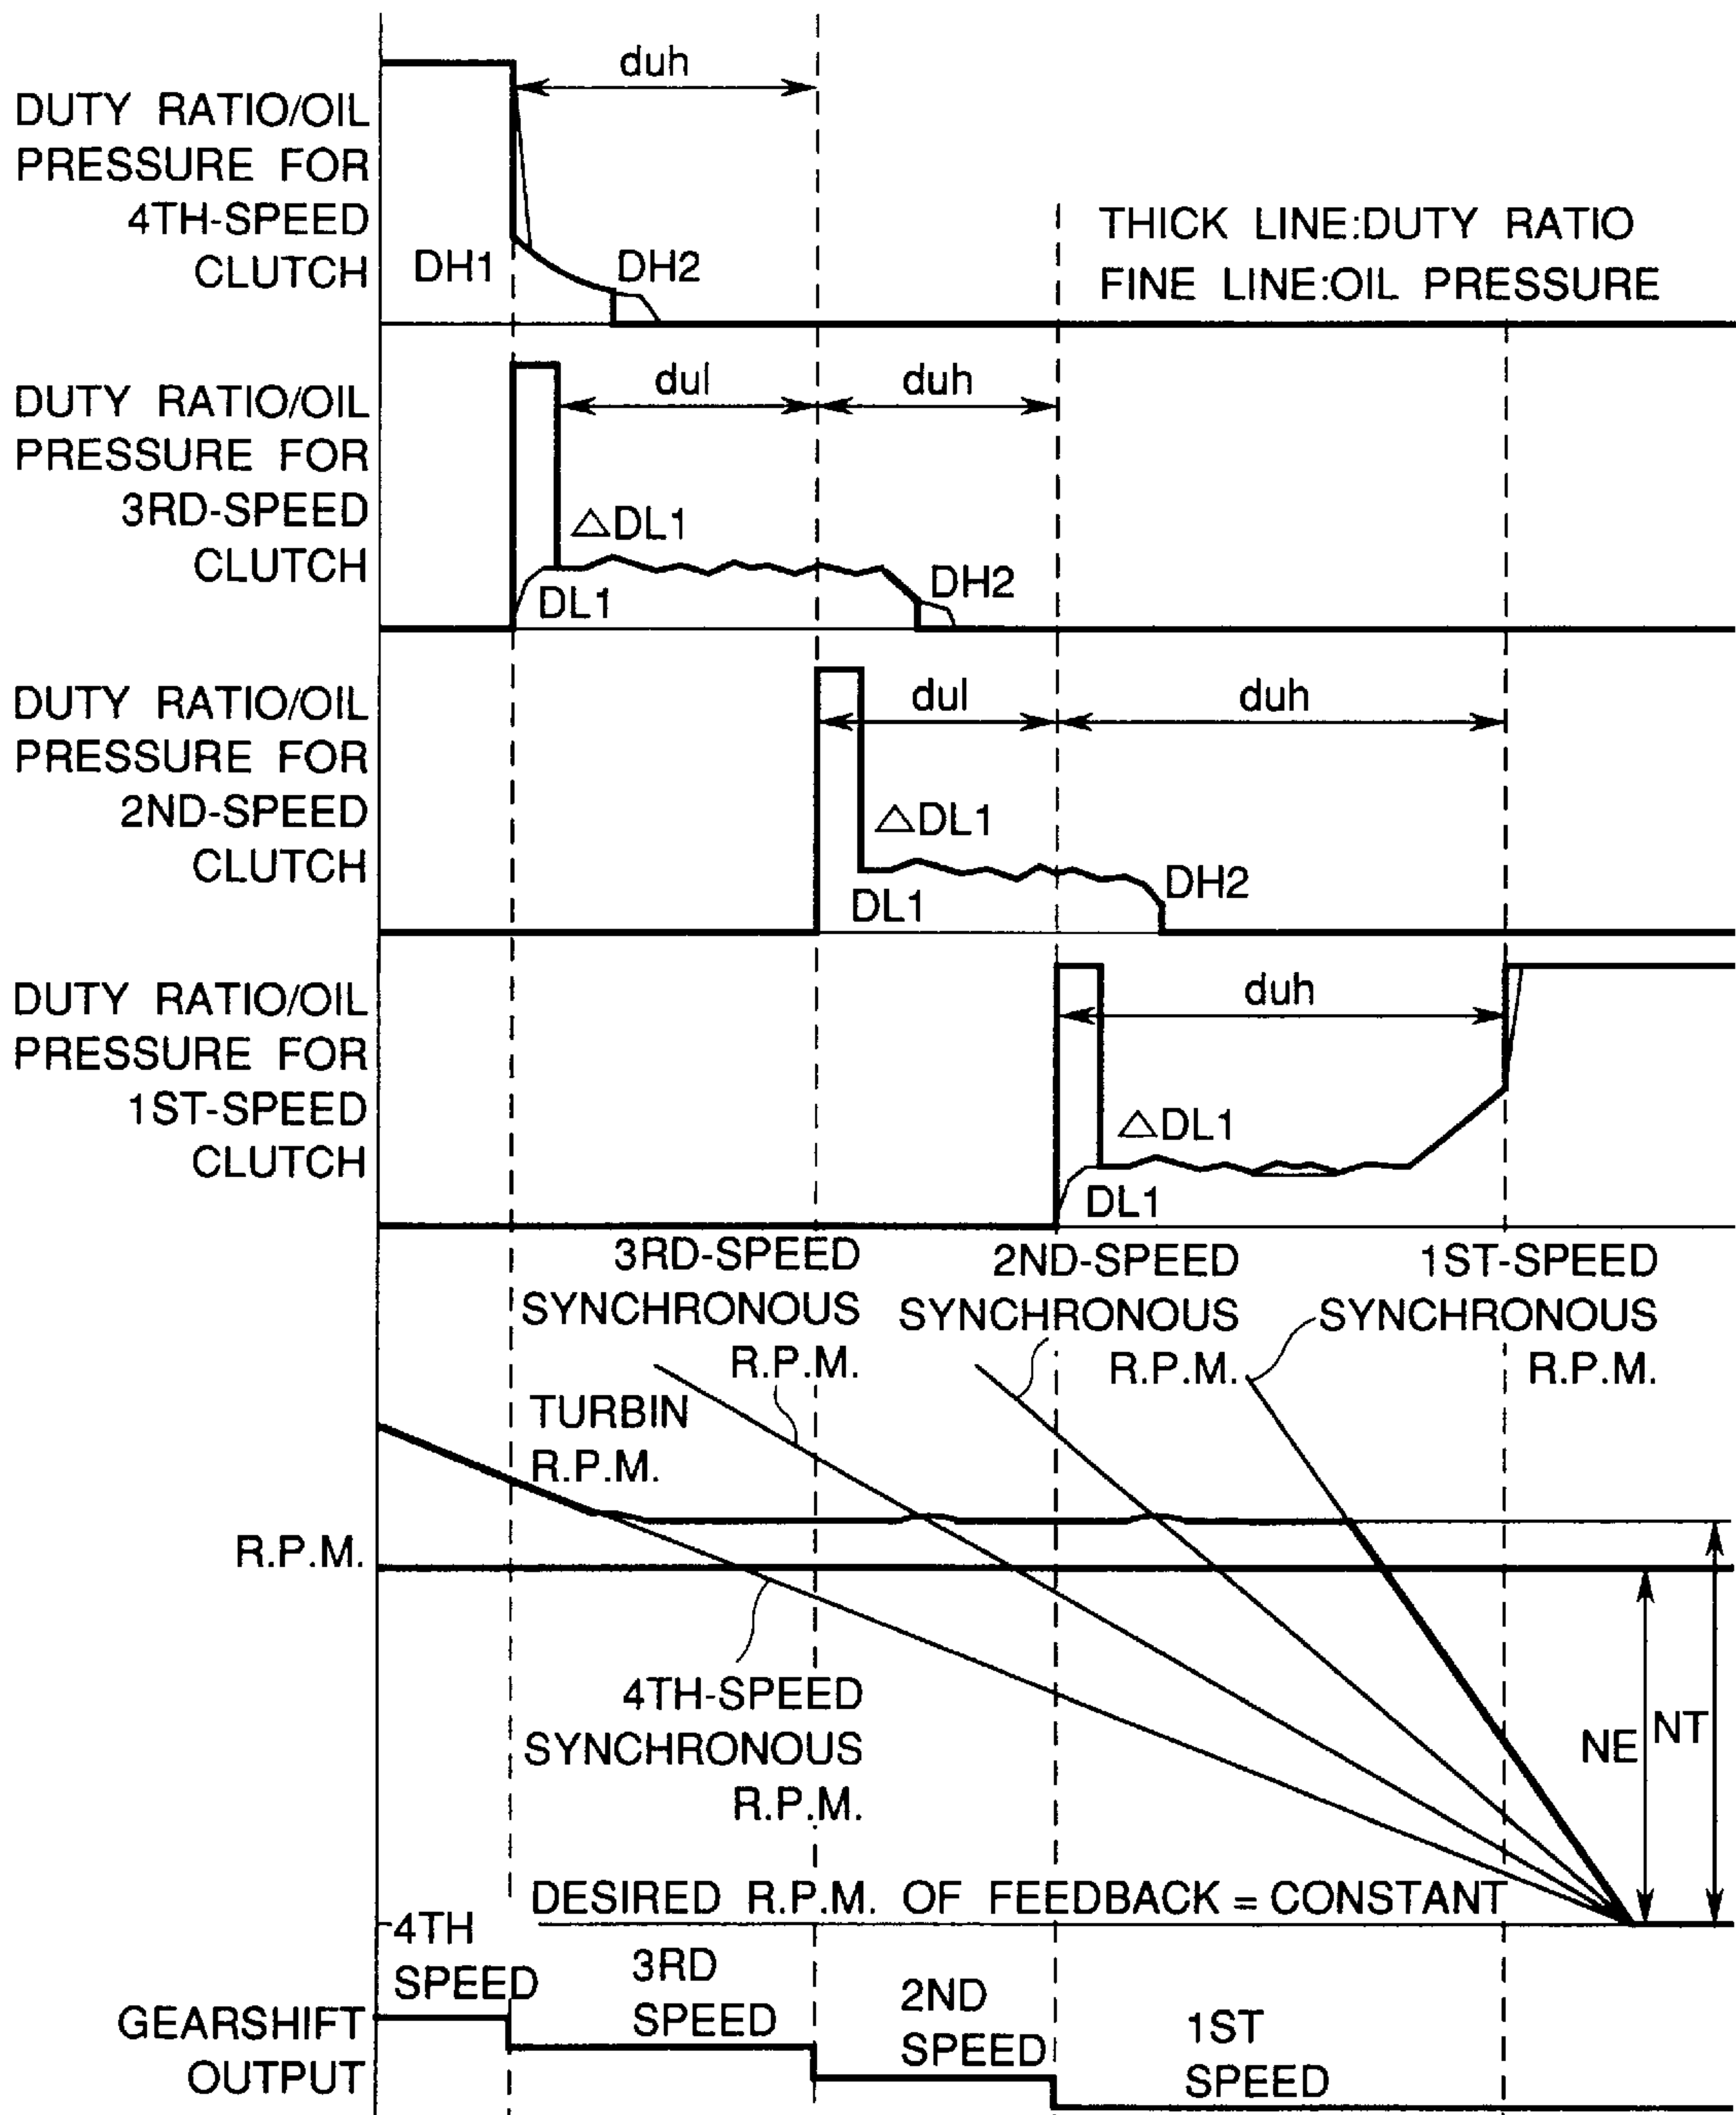 duh
DUTY RATIO/OIL
PRESSURE FOR
4TH-SPEED
CLUTCH
DH1
DH2
THICK LINE:DUTY RATIO
FINE LINE:OIL PRESSURE
dul
duh
DUTY RATIO/OIL
PRESSURE FOR
3RD-SPEED
CLUTCH
△DL1
DL1
DH2
dul
duh
DUTY RATIO/OIL
PRESSURE FOR
2ND-SPEED
CLUTCH
△DL1
DL1
DH2
duh
DUTY RATIO/OIL
PRESSURE FOR
1ST-SPEED
CLUTCH
△DL1
DL1
3RD-SPEED
SYNCHRONOUS
R.P.M.
2ND-SPEED
SYNCHRONOUS
R.P.M.
1ST-SPEED
SYNCHRONOUS
R.P.M.
TURBIN
R.P.M.
R.P.M.
4TH-SPEED
SYNCHRONOUS
R.P.M.
NE
NT
DESIRED R.P.M. OF FEEDBACK = CONSTANT
4TH
SPEED
3RD
SPEED
2ND
SPEED
1ST
SPEED
GEARSHIFT
OUTPUT